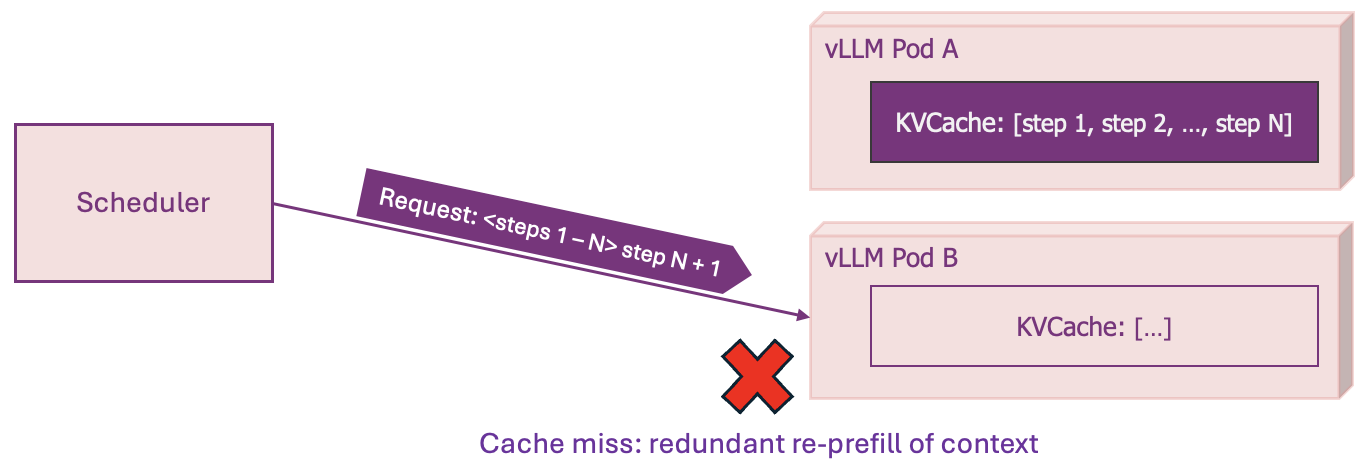 vLLM Pod A
KVCache: [step 1, step 2, ..., step N]
Scheduler
Request: <steps 1 – N> step N + 1
vLLM Pod B
KVCache: [...]
Cache miss: redundant re-prefill of context